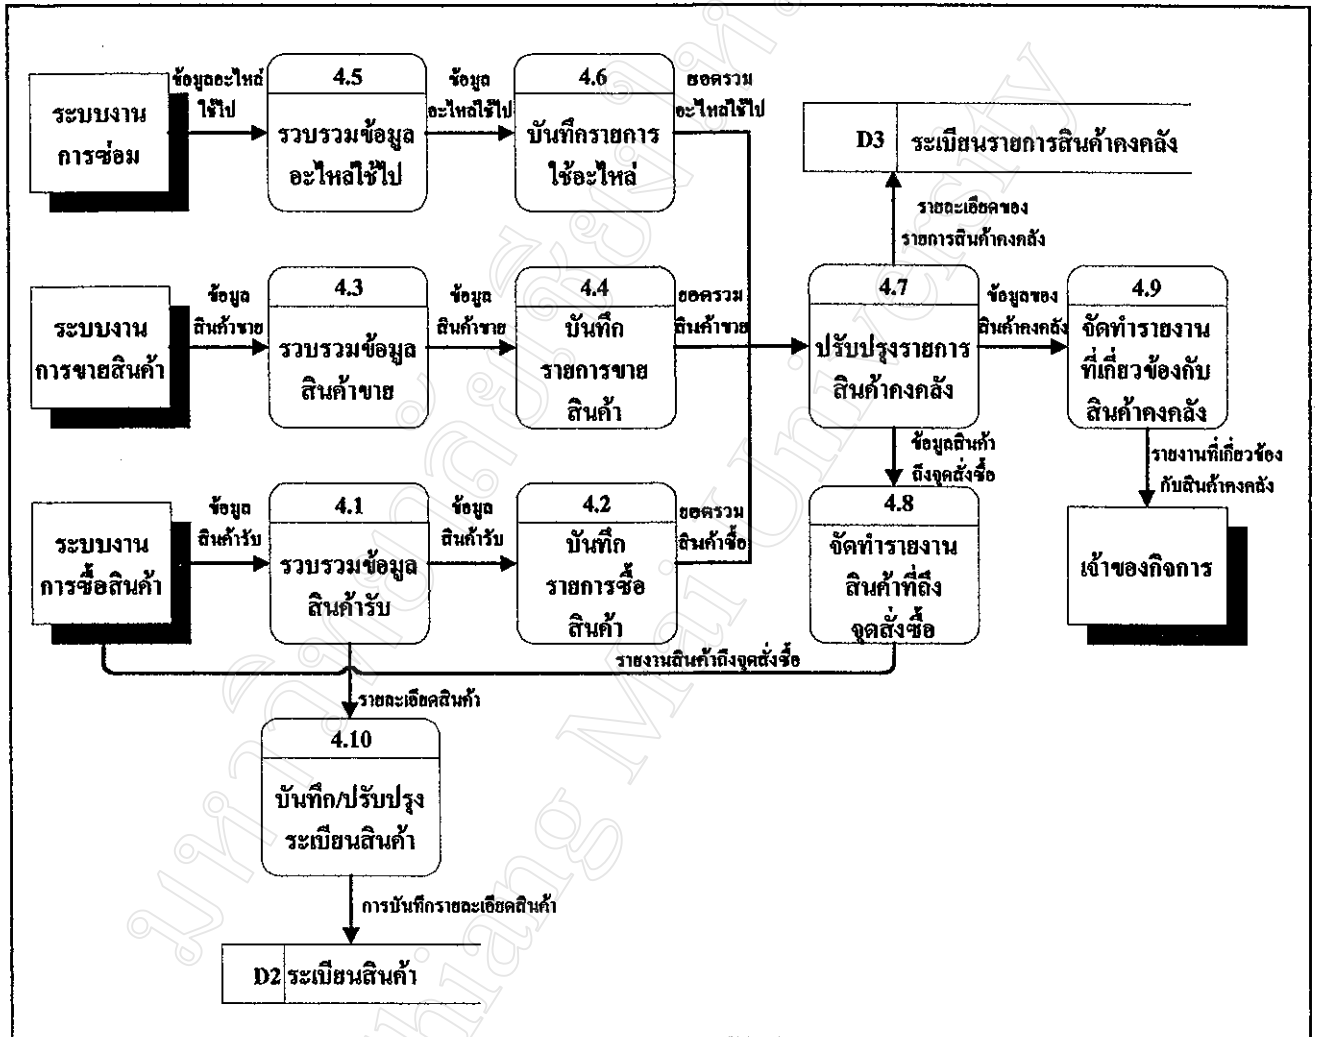 ระบบงาน
การซ่อม
ข้อมูลอะไหล่
ใช้ไป
4.5
รวบรวมข้อมูล
อะไหล่ใช้ไป
ข้อมูล
อะไหล่ใช้ไป
4.6
บันทึกรายการ
ใช้อะไหล่
ยอดรวม
อะไหล่ใช้ไป
D3
ระเบียนรายการสินค้าคงคลัง
รายละเอียดของ
รายการสินค้าคงคลัง
ระบบงาน
การขายสินค้า
ข้อมูล
สินค้าขาย
4.3
รวบรวมข้อมูล
สินค้าขาย
ข้อมูล
สินค้าขาย
4.4
บันทึก
รายการขาย
สินค้า
ยอดรวม
สินค้าขาย
4.7
ปรับปรุงรายการ
สินค้าคงคลัง
ข้อมูลของ
สินค้าคงคลัง
4.9
จัดทำรายงาน
ที่เกี่ยวข้องกับ
สินค้าคงคลัง
ข้อมูลสินค้า
ถึงจุดสั่งซื้อ
รายงานที่เกี่ยวข้อง
กับสินค้าคงคลัง
ระบบงาน
การซื้อสินค้า
ข้อมูล
สินค้ารับ
4.1
รวบรวมข้อมูล
สินค้ารับ
ข้อมูล
สินค้ารับ
4.2
บันทึก
รายการซื้อ
สินค้า
ยอดรวม
สินค้าซื้อ
4.8
จัดทำรายงาน
สินค้าที่ถึง
จุดสั่งซื้อ
เจ้าของกิจการ
รายงานสินค้าถึงจุดสั่งซื้อ
รายละเอียดสินค้า
4.10
บันทึก/ปรับปรุง
ระเบียนสินค้า
การบันทึกรายละเอียดสินค้า
D2 ระเบียนสินค้า